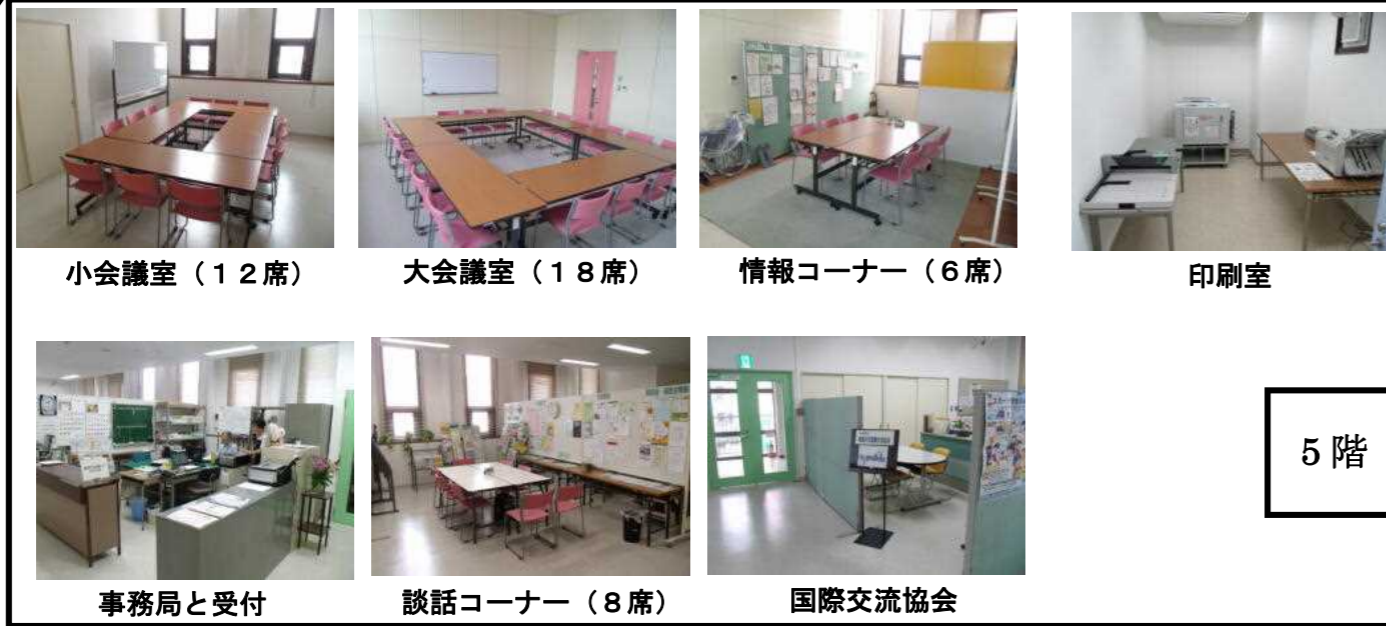 小会議室（１２席）
大会議室（１８席）
情報コーナー（６席）
印刷室
5階
事務局と受付
談話コーナー（８席）
国際交流協会